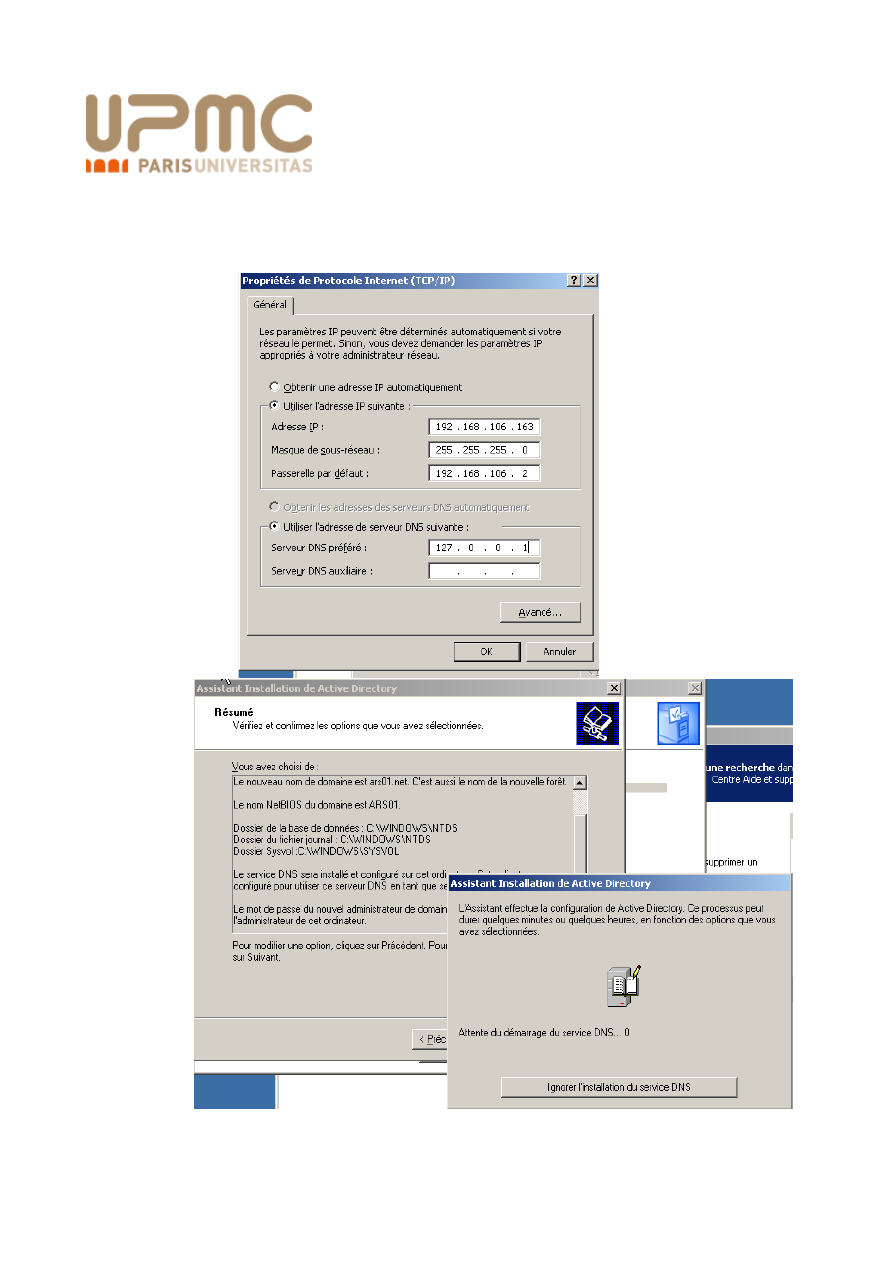 UPMC
PARISUNIVERSITAS
Propriétés de Protocole Internet (TCP/IP)
Général
Les paramètres IP peuvent être déterminés automatiquement si votre
réseau le permet. Sinon, vous devez demander les paramètres IP
appropriés à votre administrateur réseau.
Obtenir une adresse IP automatiquement
Utiliser l'adresse IP suivante :
Adresse IP : 192 . 168 . 106 . 163
Masque de sous-réseau : 255 . 255 . 255 . 0
Passerelle par défaut : 192 . 168 . 106 . 2
Obtenir les adresses des serveurs DNS automatiquement
Utiliser l'adresse de serveur DNS suivante :
Serveur DNS préféré : 127 . 0 . 0 . 1
Serveur DNS auxiliaire : . . .
Avancé...
OK Annuler
Assistant Installation de Active Directory
Résumé
Vérifiez et confirmez les options que vous avez sélectionnées.
Vous avez choisi de :
Le nouveau nom de domaine est ars01.net. C'est aussi le nom de la nouvelle forêt.
Le nom NetBIOS du domaine est ARS01.
Dossier de la base de données : C:\WINDOWS\NTDS
Dossier du fichier journal : C:\WINDOWS\NTDS
Dossier Sysvol :C:\WINDOWS\SYSVOL
Le service DNS sera installé et configuré sur cet
configuré pour utiliser ce serveur DNS en tant que
Le mot de passe du nouvel administrateur de
l'administrateur de cet ordinateur.
Pour modifier une option, cliquez sur Précédent.
sur Suivant.
< Préc
une recherche dan
Centre Aide et supp
supprimer un
Assistant Installation de Active Directory
L'Assistant effectue la configuration de Active Directory. Ce processus peut
durer quelques minutes ou quelques heures, en fonction des options que vous
avez sélectionnées.
Attente du démarrage du service DNS... 0
Ignorer l'installation du service DNS